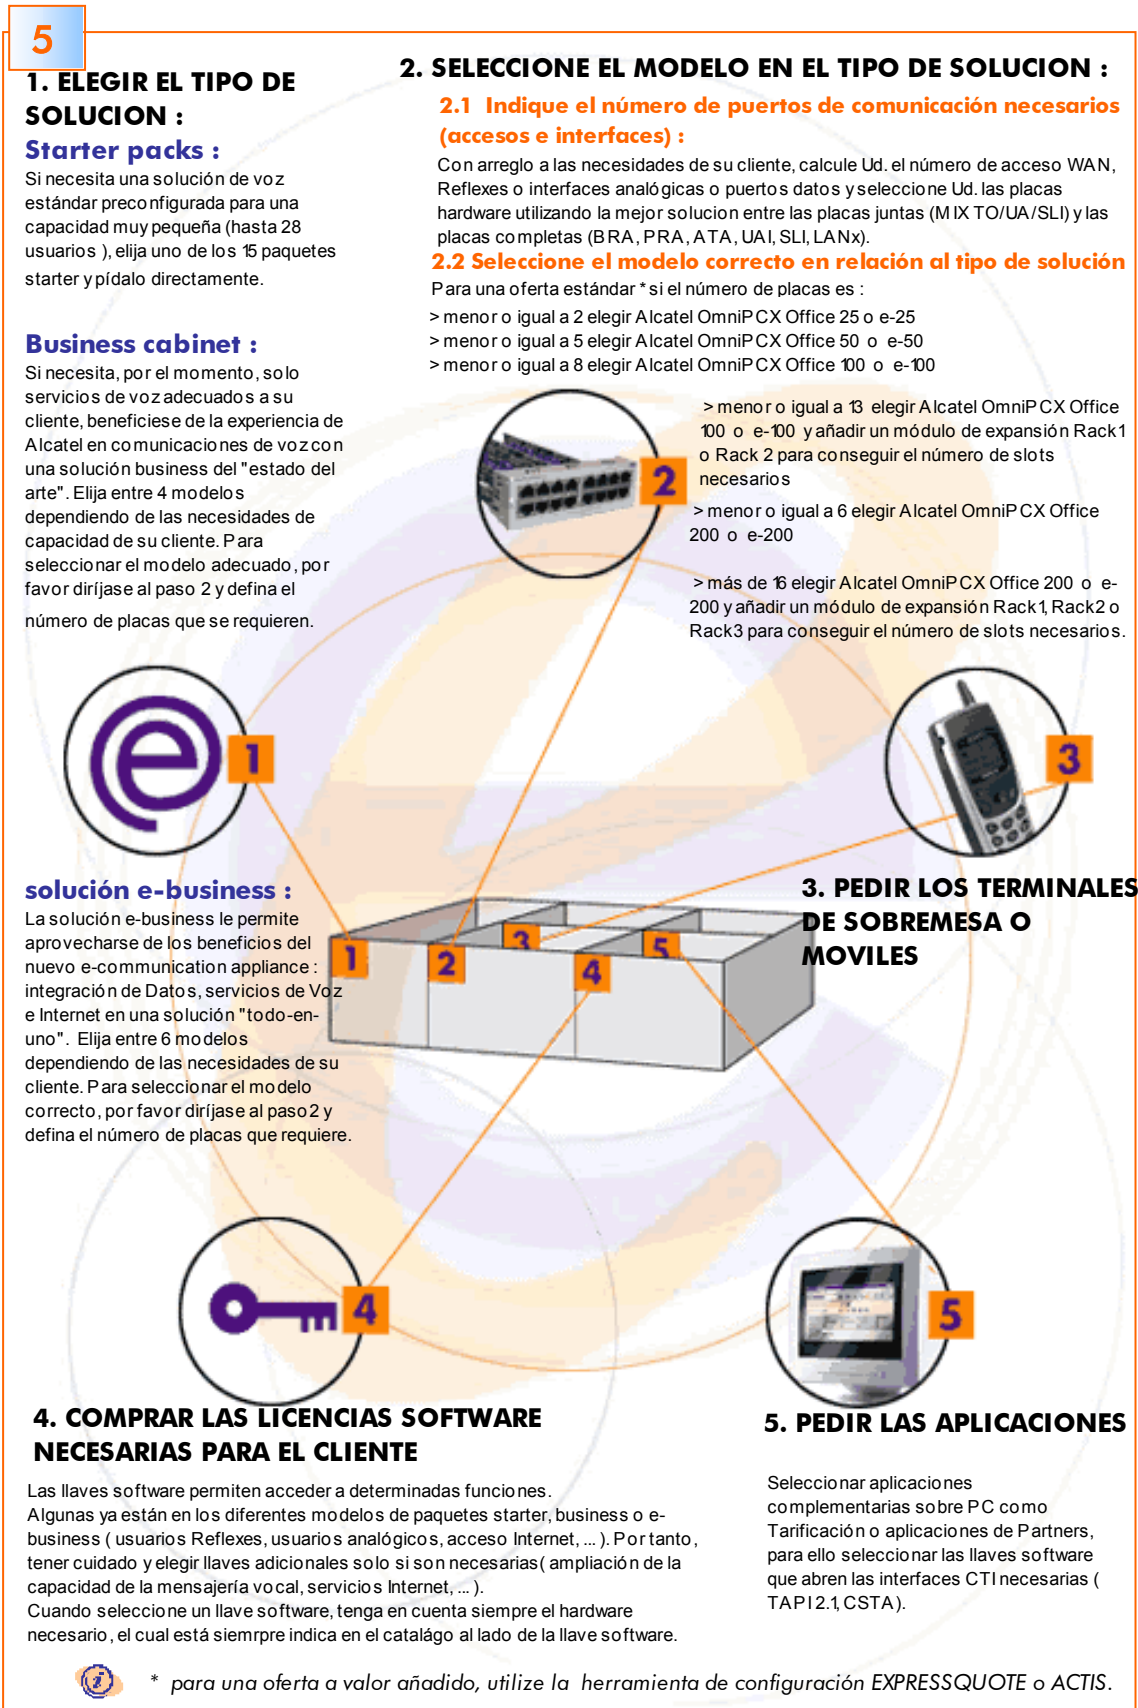 5
1. ELEGIR EL TIPO DE
SOLUCION :
Starter packs :
Si necesita una solución de voz
estándar preconfigurada para una
capacidad muy pequeña (hasta 28
usuarios ), elija uno de los 15 paquetes
starter y pídalo directamente.
Business cabinet :
Si necesita, por el momento, solo
servicios de voz adecuados a su
cliente, beneficiese de la experiencia de
Alcatel en comunicaciones de voz con
una solución business del "estado del
arte". Elija entre 4 modelos
dependiendo de las necesidades de
capacidad de su cliente. Para
seleccionar el modelo adecuado, por
favor diríjase al paso 2 y defina el
número de placas que se requieren.
2. SELECCIONE EL MODELO EN EL TIPO DE SOLUCION :
2.1 Indique el número de puertos de comunicación necesarios
(accesos e interfaces) :
Con arreglo a las necesidades de su cliente, calcule Ud. el número de acceso WAN,
Reflexes o interfaces analógicas o puertos datos y seleccione Ud. las placas
hardware utilizando la mejor solucion entre las placas juntas (MIX TO/UA/SLI) y las
placas completas (BRA, PRA, ATA, UAI, SLI, LANx).
2.2 Seleccione el modelo correcto en relación al tipo de solución
Para una oferta estándar * si el número de placas es :
> menor o igual a 2 elegir Alcatel OmniPCX Office 25 o e-25
> menor o igual a 5 elegir Alcatel OmniPCX Office 50 o e-50
> menor o igual a 8 elegir Alcatel OmniPCX Office 100 o e-100
> menor o igual a 13 elegir Alcatel OmniPCX Office
100 o e-100 y añadir un módulo de expansión Rack1
o Rack 2 para conseguir el número de slots
necesarios
> menor o igual a 6 elegir Alcatel OmniPCX Office
200 o e-200
> más de 16 elegir Alcatel OmniPCX Office 200 o e-
200 y añadir un módulo de expansión Rack1, Rack2 o
Rack3 para conseguir el número de slots necesarios.
2
1
3
solución e-business :
La solución e-business le permite
aprovecharse de los beneficios del
nuevo e-communication appliance :
integración de Datos, servicios de Voz
e Internet en una solución "todo-en-
uno". Elija entre 6 modelos
dependiendo de las necesidades de su
cliente. Para seleccionar el modelo
correcto, por favor diríjase al paso 2 y
defina el número de placas que requiere.
1
2
3
4
5
3. PEDIR LOS TERMINALES
DE SOBREMESA O
MOVILES
4
5
4. COMPRAR LAS LICENCIAS SOFTWARE
NECESARIAS PARA EL CLIENTE
Las llaves software permiten acceder a determinadas funciones.
Algunas ya están en los diferentes modelos de paquetes starter, business o e-
business ( usuarios Reflexes, usuarios analógicos, acceso Internet, ... ). Por tanto,
tener cuidado y elegir llaves adicionales solo si son necesarias( ampliación de la
capacidad de la mensajería vocal, servicios Internet, ... ).
Cuando seleccione un llave software, tenga en cuenta siempre el hardware
necesario, el cual está siemrpre indica en el catalágo al lado de la llave software.
5. PEDIR LAS APLICACIONES
Seleccionar aplicaciones
complementarias sobre PC como
Tarificación o aplicaciones de Partners,
para ello seleccionar las llaves software
que abren las interfaces CTI necesarias (
TAPI 2.1, CSTA ).
* para una oferta a valor añadido, utilize la herramienta de configuración EXPRESSQUOTE o ACTIS.